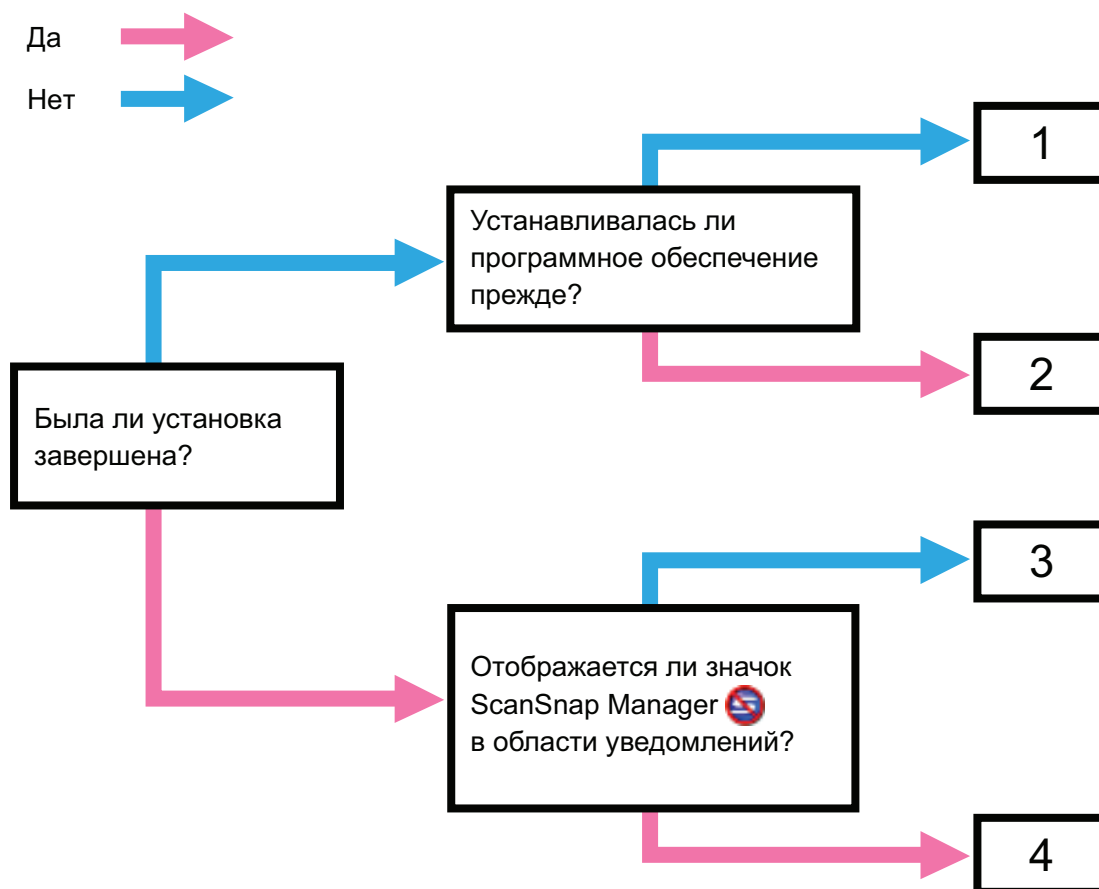 Да
Нет
1
Устанавливалась ли
программное обеспечение
прежде?
2
Была ли установка
завершена?
3
Отображается ли значок
ScanSnap Manager
в области уведомлений?
4